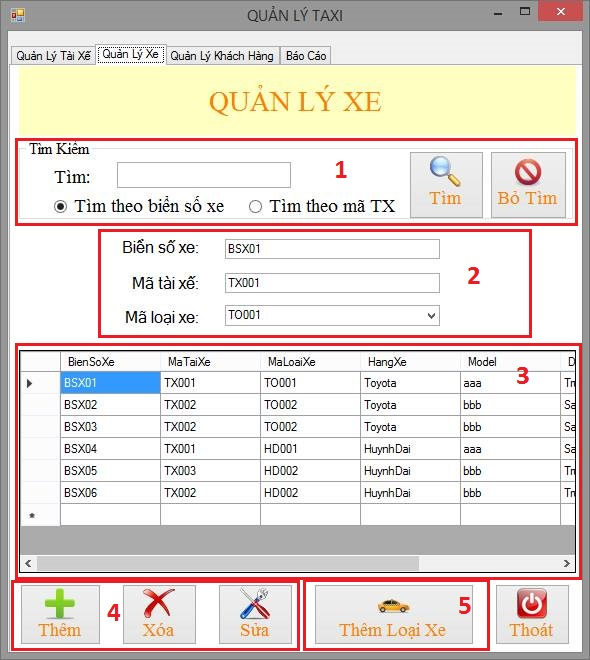 QUẢN LÝ TAXI
Quản Lý Tài Xế Quản Lý Xe Quản Lý Khách Hàng Báo Cáo
QUẢN LÝ XE
Tìm Kiếm
Tìm: 1
Tìm theo biển số xe Tìm theo mã TX Tìm Bỏ Tìm
Biển số xe: BSX01
Mã tài xế: TX001 2
Mã loại xe: TO001
BienSoXe MaTaiXe MaLoaiXe HangXe Model D
BSX01 TX001 TO001 Toyota aaa 3 Tr
BSX02 TX002 TO002 Toyota bbb Sa
BSX03 TX002 TO002 Toyota bbb Sa
BSX04 TX001 HD001 HuynhDai aaa Sa
BSX05 TX003 HD002 HuynhDai bbb Tr
BSX06 TX002 HD002 HuynhDai bbb Tr
*
4 5
Thêm Xóa Sửa Thêm Loại Xe Thoát